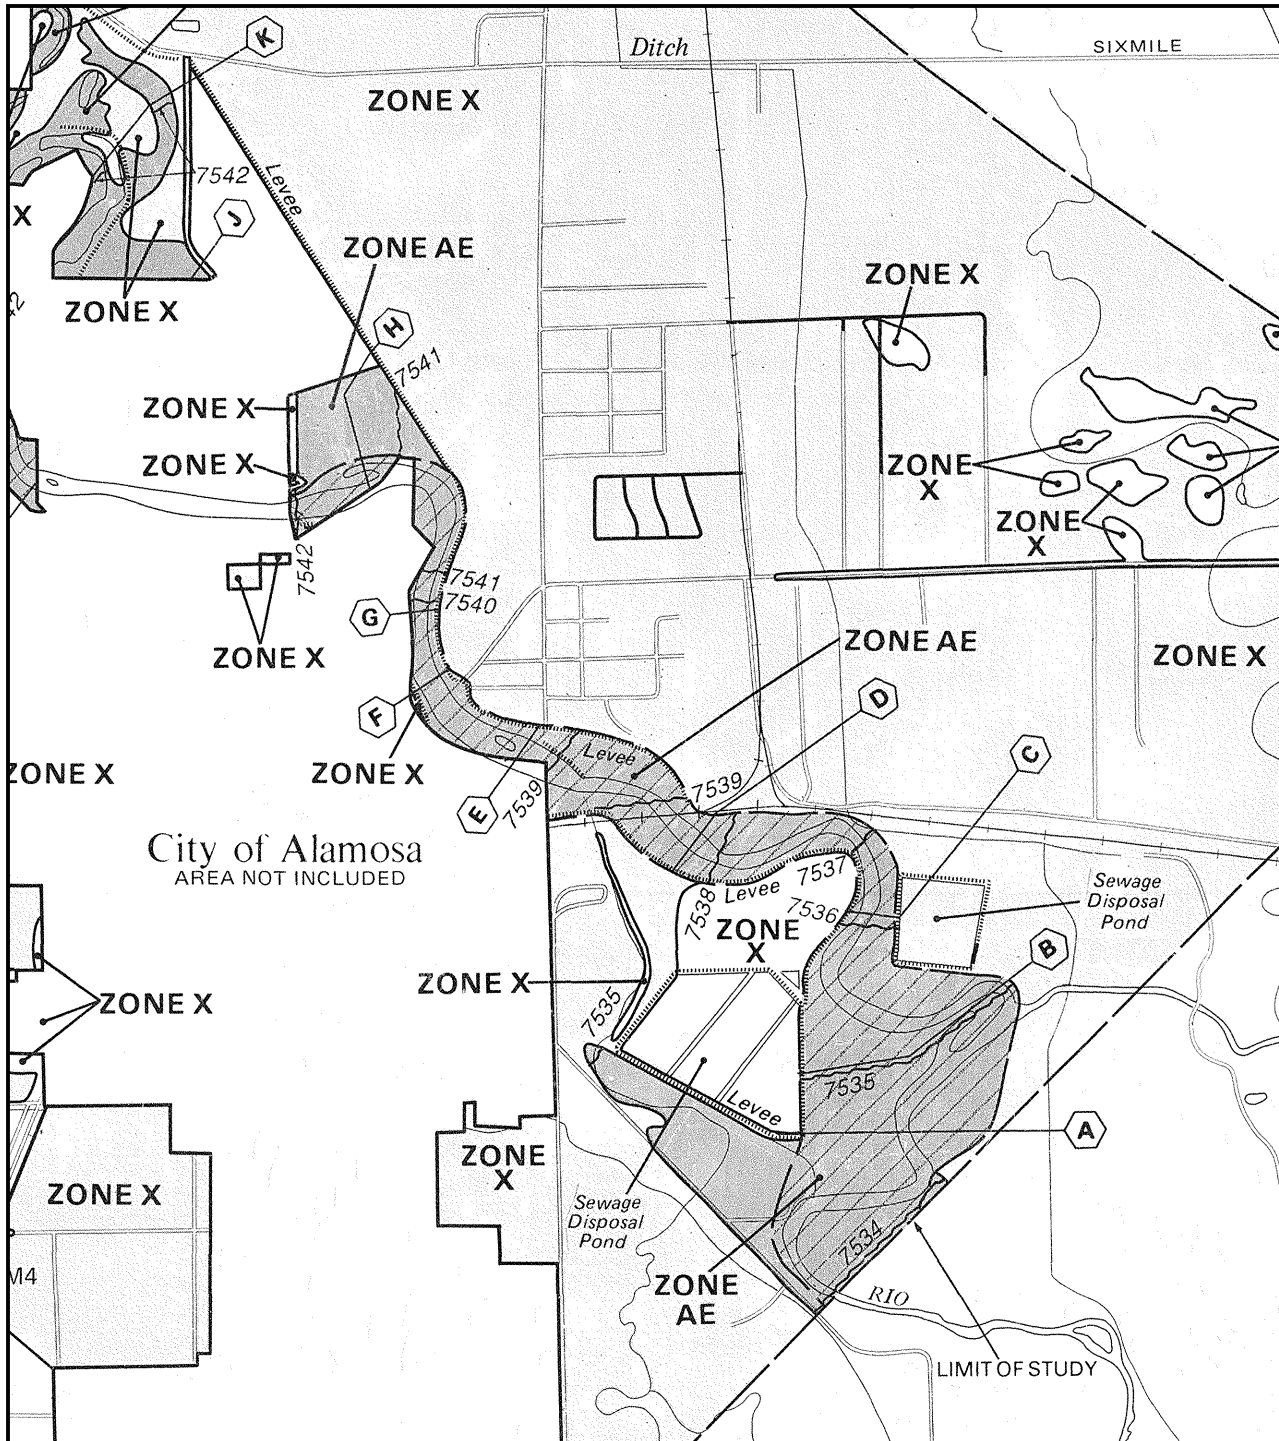 K
Ditch
SIXMILE
ZONE X
7542
Levee
X
J
ZONE AE
ZONE X
ZONE X
H
7541
ZONE X
ZONE X
ZONE
X
ZONE
X
7542
7541
7540
G
ZONE X
ZONE AE
ZONE X
D
F
C
ZONE X
ZONE X
Levee
7539
7539
E
City of Alamosa
AREA NOT INCLUDED
7537
Levee
7538
7536
Sewage
Disposal
Pond
ZONE
X
B
ZONE X
ZONE X
7535
7535
Levee
A
ZONE
X
ZONE X
Sewage
Disposal
Pond
7534
M4
ZONE
AE
RIO
LIMIT OF STUDY